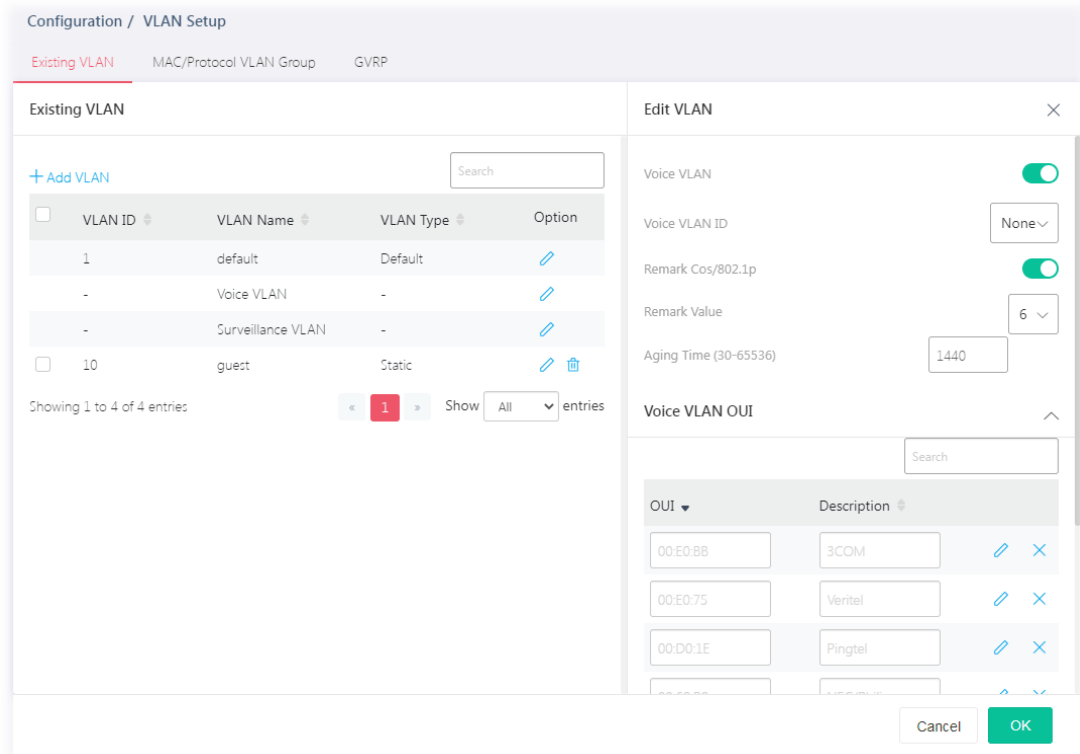 Configuration / VLAN Setup
Existing VLAN MAC/Protocol VLAN Group GVRP
Existing VLAN
+ Add VLAN Search
VLAN ID VLAN Name VLAN Type Option
1 default Default
- Voice VLAN -
- Surveillance VLAN -
10 guest Static
Showing 1 to 4 of 4 entries « 1 » Show All entries
Edit VLAN
Voice VLAN
Voice VLAN ID None
Remark Cos/802.1p
Remark Value 6
Aging Time (30-65536) 1440
Voice VLAN OUI
Search
OUI Description
00:E0:BB 3COM
00:E0:75 Veritel
00:D0:1E Pingtel
Cancel OK